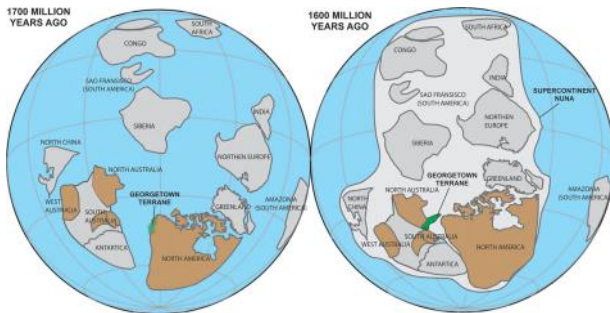 1700 MILLION
YEARS AGO
SOUTH
AFRICA
CONGO
SAO FRANSISCO
(SOUTH AMERICA)
SIBERIA
INDIA
NORTHEN EUROPE
NORTH CHINA
NORTH AUSTRALIA
GEORGETOWN
TERRANE
WEST
AUSTRALIA
SOUTH
AUSTRALIA
ANTARTICA
GREENLAND
AMAZONIA
(SOUTH AMERICA)
NORTH AMERICA
1600 MILLION
YEARS AGO
SOUTH AFRICA
CONGO
INDIA
SAO FRANSISCO
(SOUTH AMERICA)
SUPERCONTINENT
NUNA
NORTHEN
EUROPE
SIBERIA
GEORGETOWN
TERRANE
GREENLAND
NORTH AUSTRALIA
NORTH
CHINA
AMAZONIA
(SOUTH AMERICA)
SOUTH AUSTRALIA
WEST AUSTRALIA
NORTH AMERICA
ANTARTICA